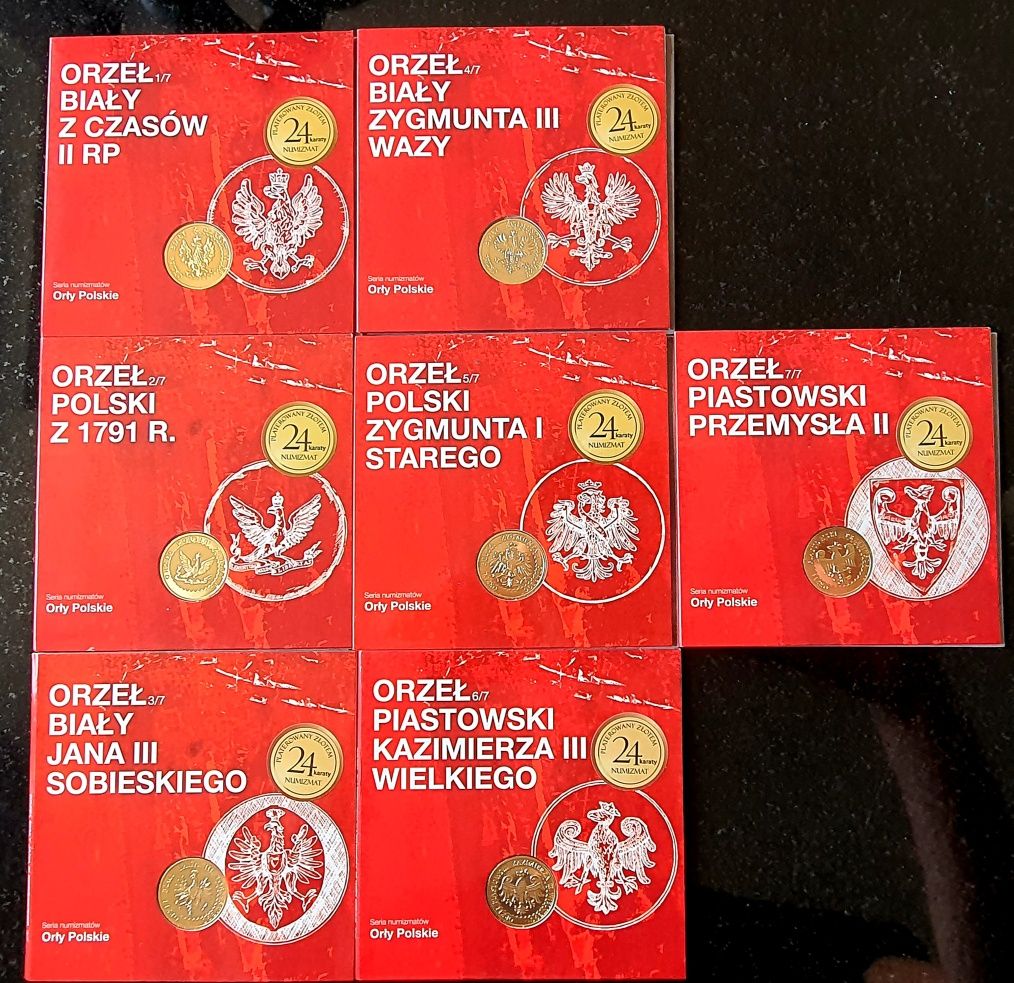 ORZEŁ 1/7
BIAŁY
Z CZASÓW
II RP
PLATEROWANY ZŁOTEM
24 karaty
NUMIZMAT
Seria numizmatów
Orły Polskie
ORZEŁ 4/7
BIAŁY
ZYGMUNTA III
WAZY
PLATEROWANY ZŁOTEM
24 karaty
NUMIZMAT
Seria numizmatów
Orły Polskie
ORZEŁ 2/7
POLSKI
Z 1791 R.
PLATEROWANY ZŁOTEM
24 karaty
NUMIZMAT
Seria numizmatów
Orły Polskie
ORZEŁ 5/7
POLSKI
ZYGMUNTA I
STAREGO
PLATEROWANY ZŁOTEM
24 karaty
NUMIZMAT
Seria numizmatów
Orły Polskie
ORZEŁ 7/7
PIASTOWSKI
PRZEMYSŁA II
PLATEROWANY ZŁOTEM
24 karaty
NUMIZMAT
Seria numizmatów
Orły Polskie
ORZEŁ 3/7
BIAŁY
JANA III
SOBIESKIEGO
PLATEROWANY ZŁOTEM
24 karaty
NUMIZMAT
Seria numizmatów
Orły Polskie
ORZEŁ 6/7
PIASTOWSKI
KAZIMIERZA III
WIELKIEGO
PLATEROWANY ZŁOTEM
24 karaty
NUMIZMAT
Seria numizmatów
Orły Polskie